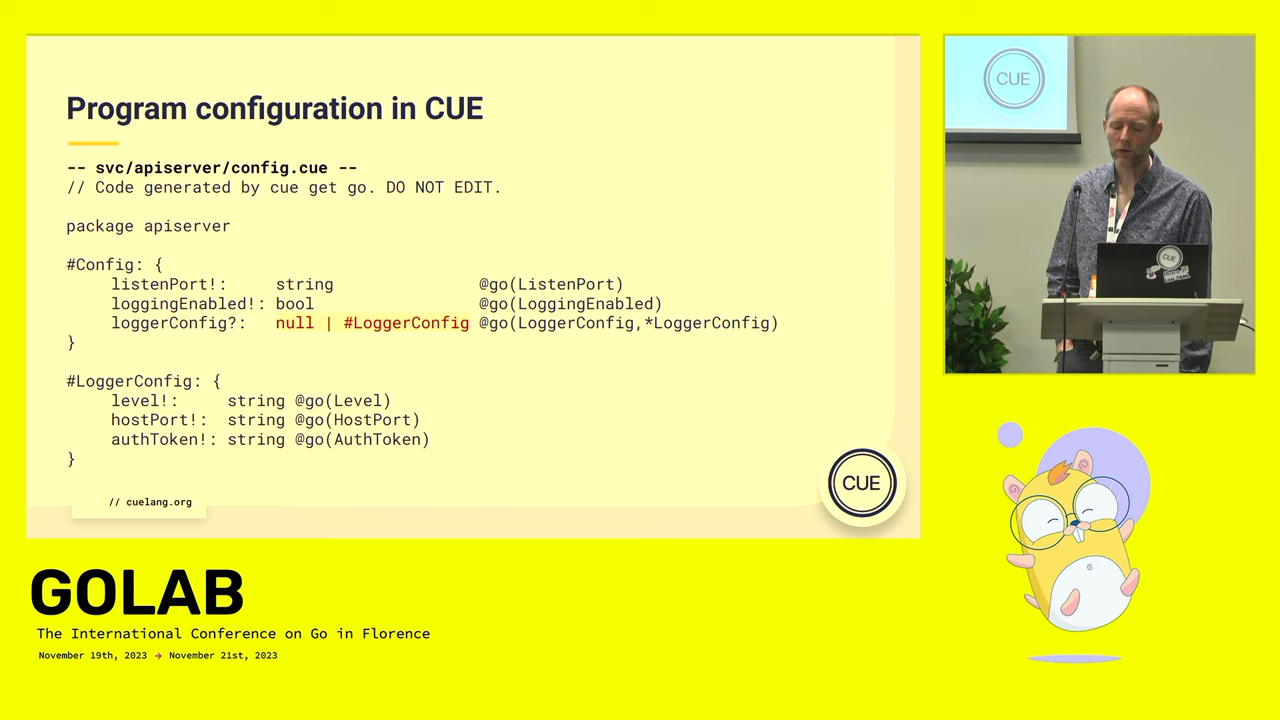 Program configuration in CUE
-- svc/apiserver/config.cue --
// Code generated by cue get go. DO NOT EDIT.
package apiserver
#Config: {
listenPort!: string @go(ListenPort)
loggingEnabled!: bool @go(LoggingEnabled)
loggerConfig?: null | #LoggerConfig @go(LoggerConfig,*LoggerConfig)
}
#LoggerConfig: {
level!: string @go(Level)
hostPort!: string @go(HostPort)
authToken!: string @go(AuthToken)
}
// cuelang.org
CUE
CUE
CUE
GOLAB
The International Conference on Go in Florence
November 19th, 2023 → November 21st, 2023